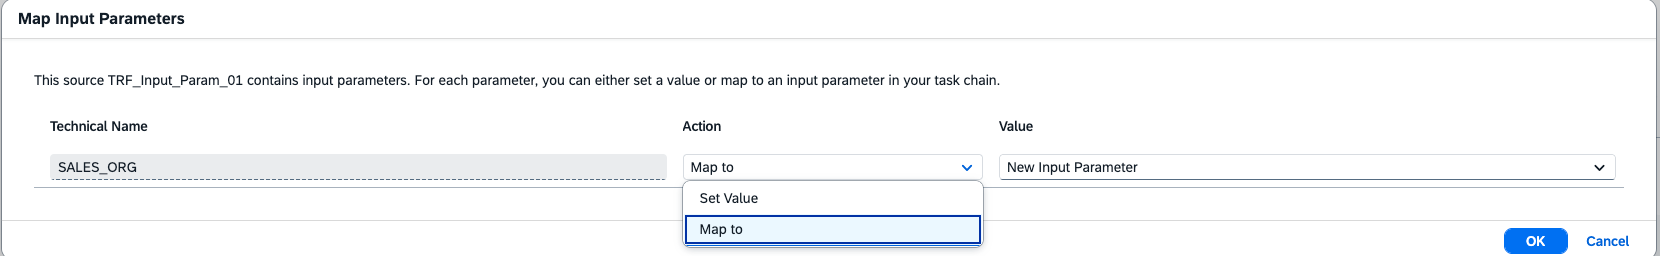 Map Input Parameters
This source TRF_Input_Param_01 contains input parameters. For each parameter, you can either set a value or map to an input parameter in your task chain.
Technical Name Action Value
SALES_ORG Map to New Input Parameter
Set Value
Map to
OK Cancel